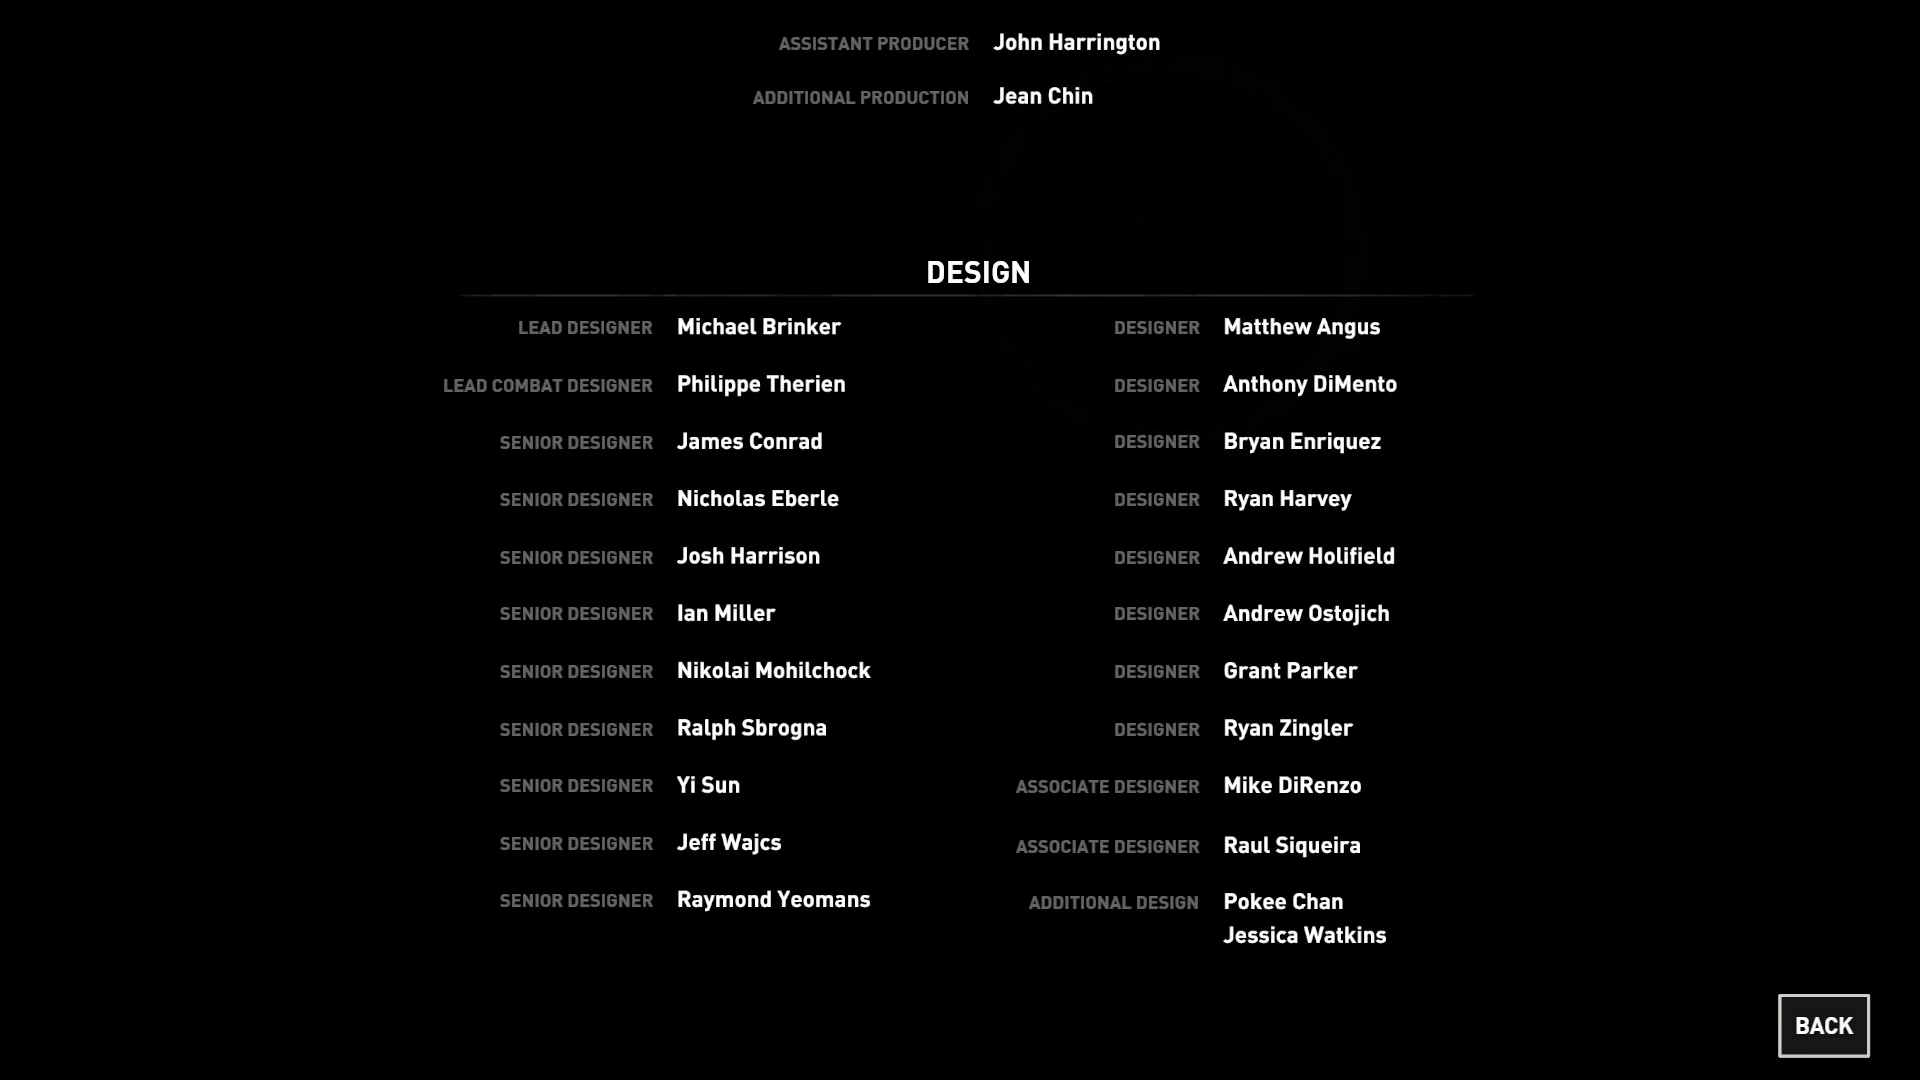 ASSISTANT PRODUCER John Harrington
ADDITIONAL PRODUCTION Jean Chin
DESIGN
LEAD DESIGNER Michael Brinker
LEAD COMBAT DESIGNER Philippe Therien
SENIOR DESIGNER James Conrad
SENIOR DESIGNER Nicholas Eberle
SENIOR DESIGNER Josh Harrison
SENIOR DESIGNER Ian Miller
SENIOR DESIGNER Nikolai Mohilchock
SENIOR DESIGNER Ralph Sbrogna
SENIOR DESIGNER Yi Sun
SENIOR DESIGNER Jeff Wajcs
SENIOR DESIGNER Raymond Yeomans
DESIGNER Matthew Angus
DESIGNER Anthony DiMento
DESIGNER Bryan Enriquez
DESIGNER Ryan Harvey
DESIGNER Andrew Holifield
DESIGNER Andrew Ostojich
DESIGNER Grant Parker
DESIGNER Ryan Zingler
ASSOCIATE DESIGNER Mike DiRenzo
ASSOCIATE DESIGNER Raul Siqueira
ADDITIONAL DESIGN Pokee Chan
Jessica Watkins
BACK